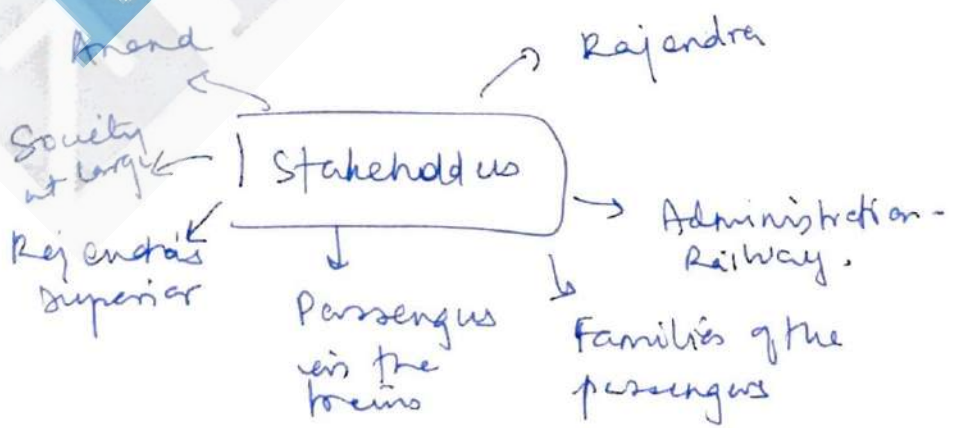 Anand
Rajendra
Society
at large
Stakeholders
Rajendra's
superior
Administration -
Railway.
Passengers
in the
trains
Families of the
passengers